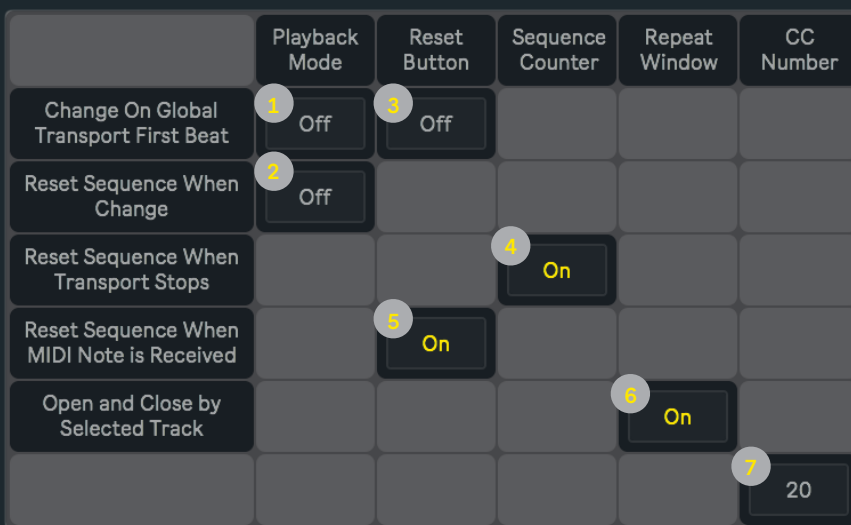 Playback
Mode
Reset
Button
Sequence
Counter
Repeat
Window
CC
Number
Change On Global
Transport First Beat
1
Off
3
Off
Reset Sequence When
Change
2
Off
Reset Sequence When
Transport Stops
4
On
Reset Sequence When
MIDI Note is Received
5
On
Open and Close by
Selected Track
6
On
7
20